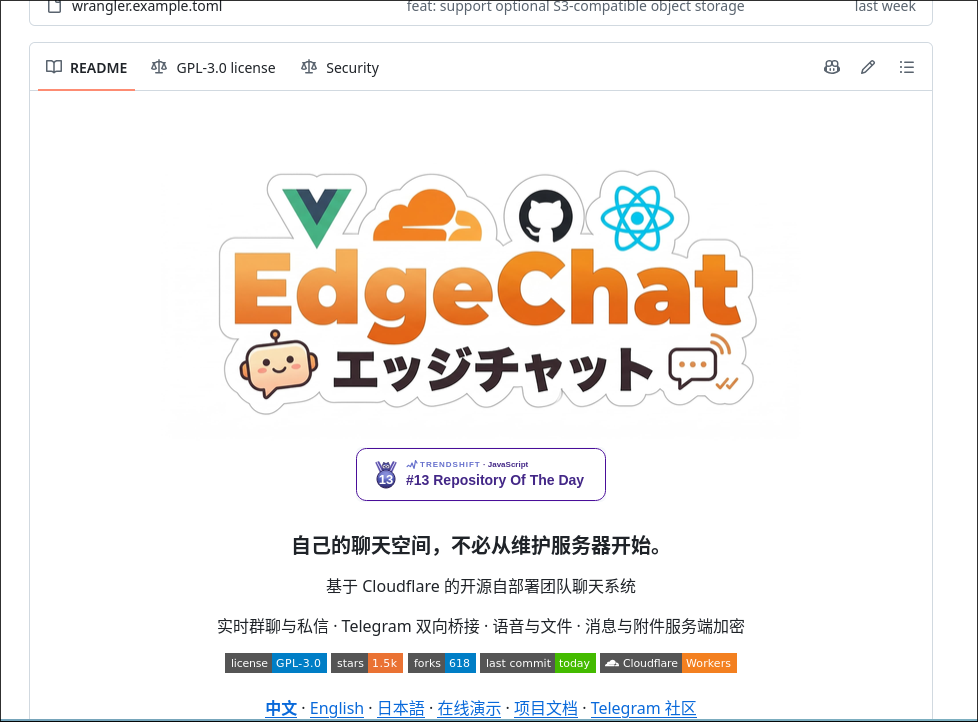 wrangler.example.toml feat: support optional S3-compatible object storage last week
README GPL-3.0 license Security
EdgeChat
エッジチャット
TRENDSHIFT · JavaScript
13 #13 Repository Of The Day
自己的聊天空间，不必从维护服务器开始。
基于 Cloudflare 的开源自部署团队聊天系统
实时群聊与私信 · Telegram 双向桥接 · 语音与文件 · 消息与附件服务端加密
license GPL-3.0 stars 1.5k forks 618 last commit today Cloudflare Workers
中文 · English · 日本語 · 在线演示 · 项目文档 · Telegram 社区